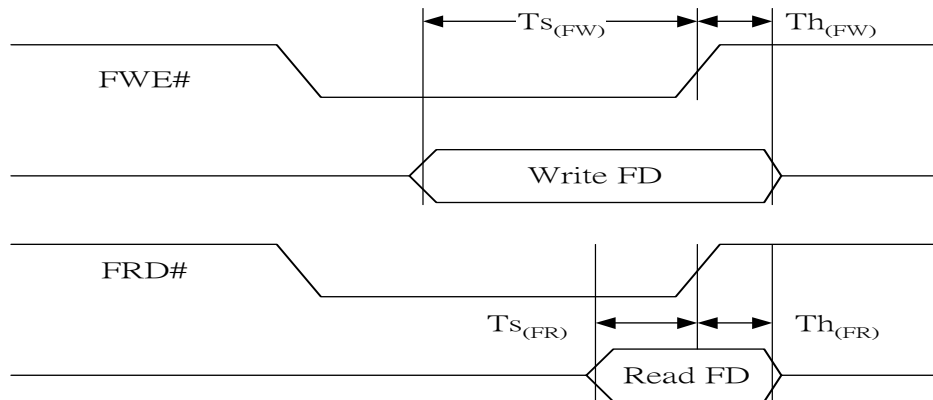 Ts(FW) Th(FW)
FWE#
Write FD
FRD#
Ts(FR) Th(FR)
Read FD